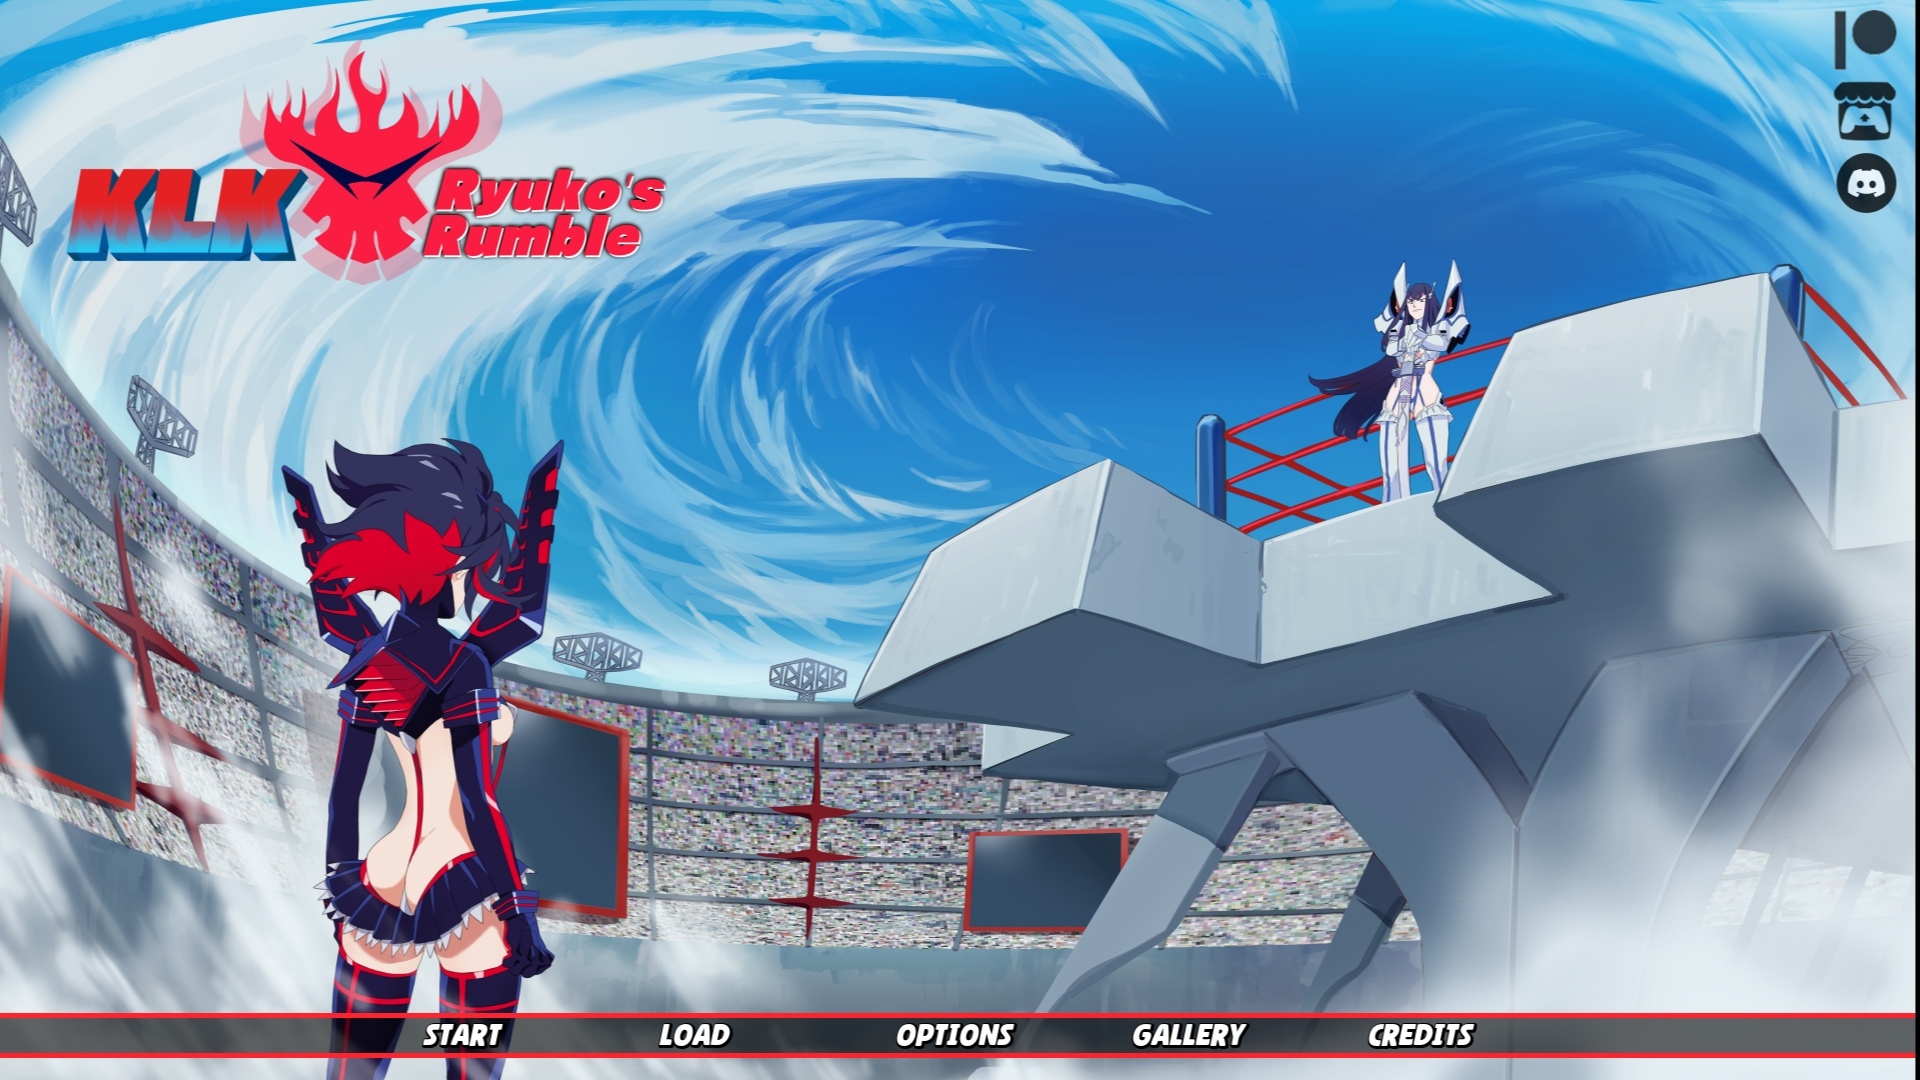 KLK
Ryuko's
Rumble
START
LOAD
OPTIONS
GALLERY
CREDITS